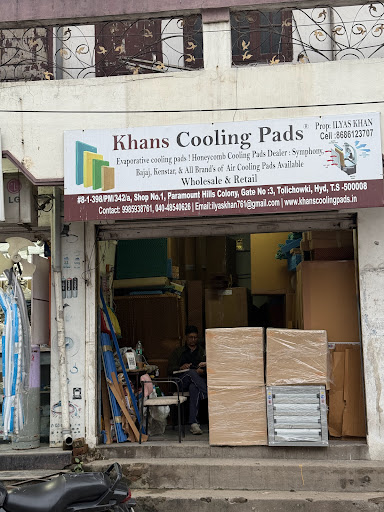 Khans Cooling Pads
Prop: ILYAS KHAN
Cell :8686123707
Evaporative cooling pads ! Honeycomb Cooling Pads Dealer : Symphony,
Bajaj, Kenstar, & All Brand's of Air Cooling Pads Available
Wholesale & Retail
#8-1-398/PM/342/a, Shop No.1, Paramount Hills Colony, Gate No :3, Tolichowki, Hyd, T.S -500008
Contact: 9985938761, 040-48540626 | Email:ilyaskhan761@gmail.com | www.khanscoolingpads.in
LG